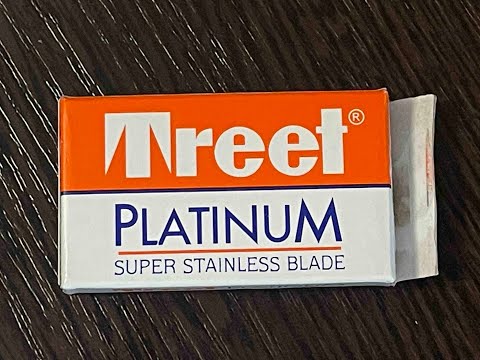 Treet®
PLATINUM
SUPER STAINLESS BLADE